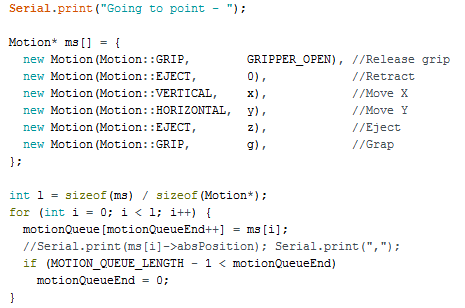 Serial.print("Going to point - ");

Motion* ms[] = {
  new Motion(Motion::GRIP,       GRIPPER_OPEN), //Release grip
  new Motion(Motion::EJECT,      0),            //Retract
  new Motion(Motion::VERTICAL,   x),            //Move X
  new Motion(Motion::HORIZONTAL, y),            //Move Y
  new Motion(Motion::EJECT,      z),            //Eject
  new Motion(Motion::GRIP,       g),            //Grap
};

int l = sizeof(ms) / sizeof(Motion*);
for (int i = 0; i < l; i++) {
  motionQueue[motionQueueEnd++] = ms[i];
  //Serial.print(ms[i]->absPosition); Serial.print(",");
  if (MOTION_QUEUE_LENGTH - 1 < motionQueueEnd)
    motionQueueEnd = 0;
}